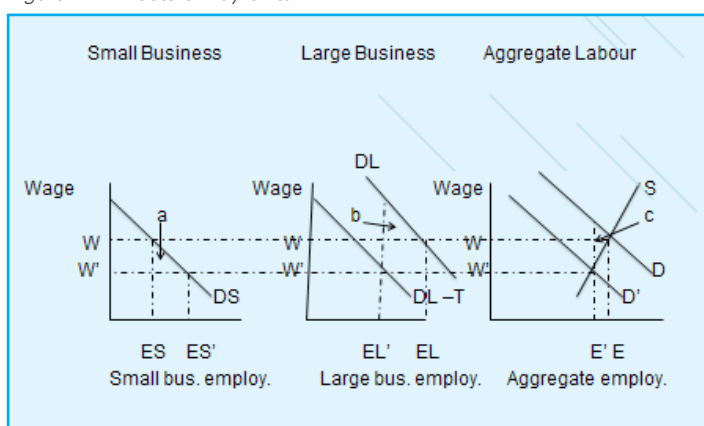 Small Business Large Business Aggregate Labour
DL
Wage Wage Wage S
a b c
W W W
W' W' W' D
DS DL –T D'
ES ES' EL' EL E' E
Small bus. employ. Large bus. employ. Aggregate employ.